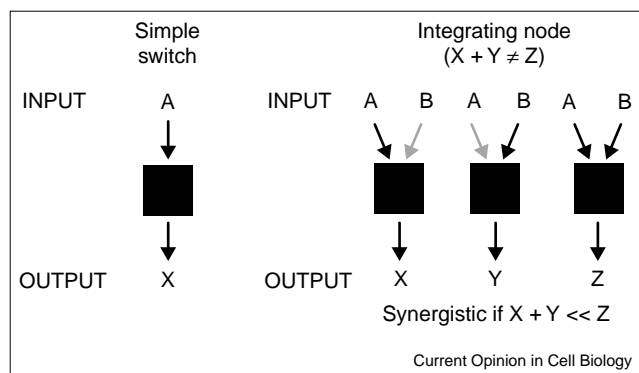 Simple
switch
Integrating node
(X + Y ≠ Z)
INPUT A INPUT A B A B A B
OUTPUT X OUTPUT X Y Z
Synergistic if X + Y << Z
Current Opinion in Cell Biology